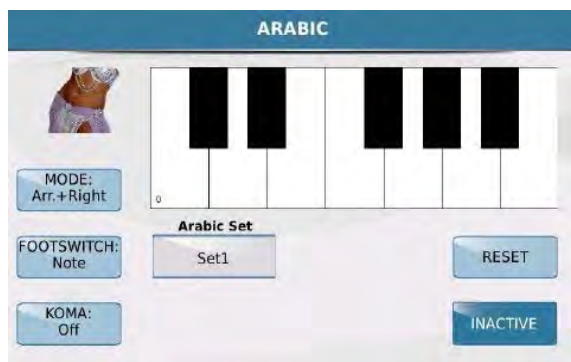 ARABIC
0
MODE:
Arr.+Right
Arabic Set
FOOTSWITCH:
Note
Set1
RESET
KOMA:
Off
INACTIVE